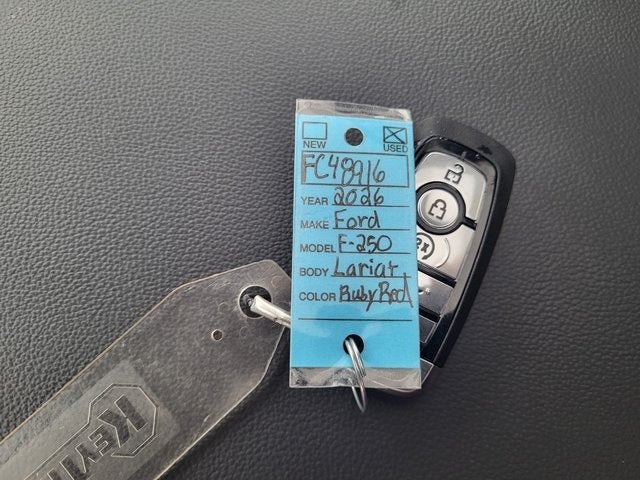 NEW USED
FC48916
YEAR 2026
MAKE Ford
MODEL F-250
BODY Lariat
COLOR Ruby Red